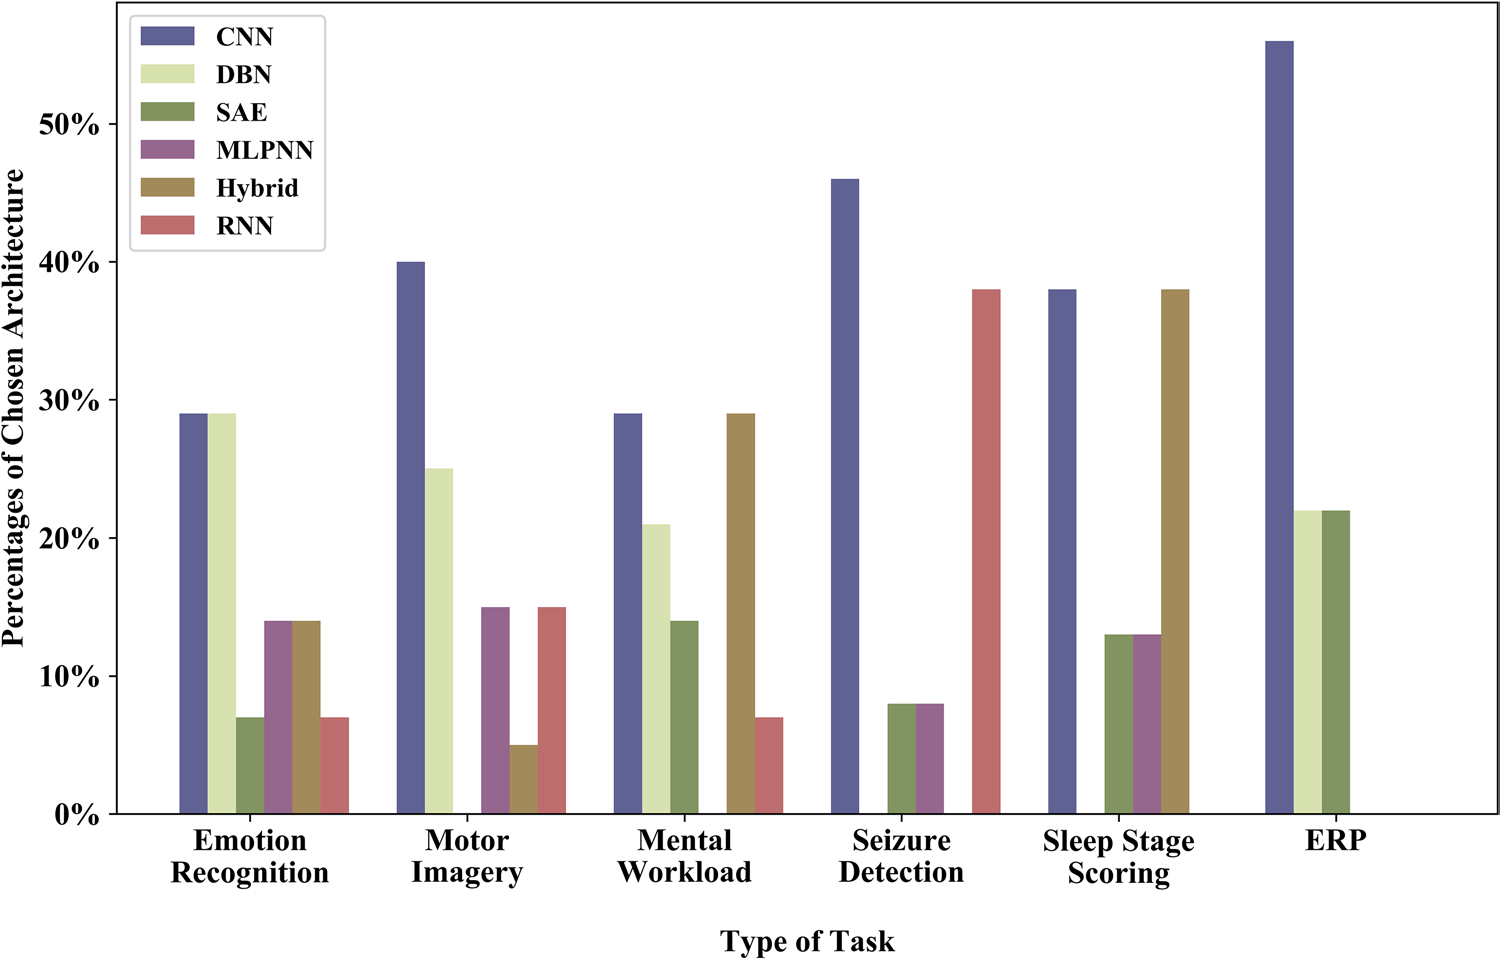 CNN
DBN
SAE
MLPNN
Hybrid
RNN
Percentages of Chosen Architecture
50%
40%
30%
20%
10%
0%
Emotion
Recognition
Motor
Imagery
Mental
Workload
Seizure
Detection
Sleep Stage
Scoring
ERP
Type of Task